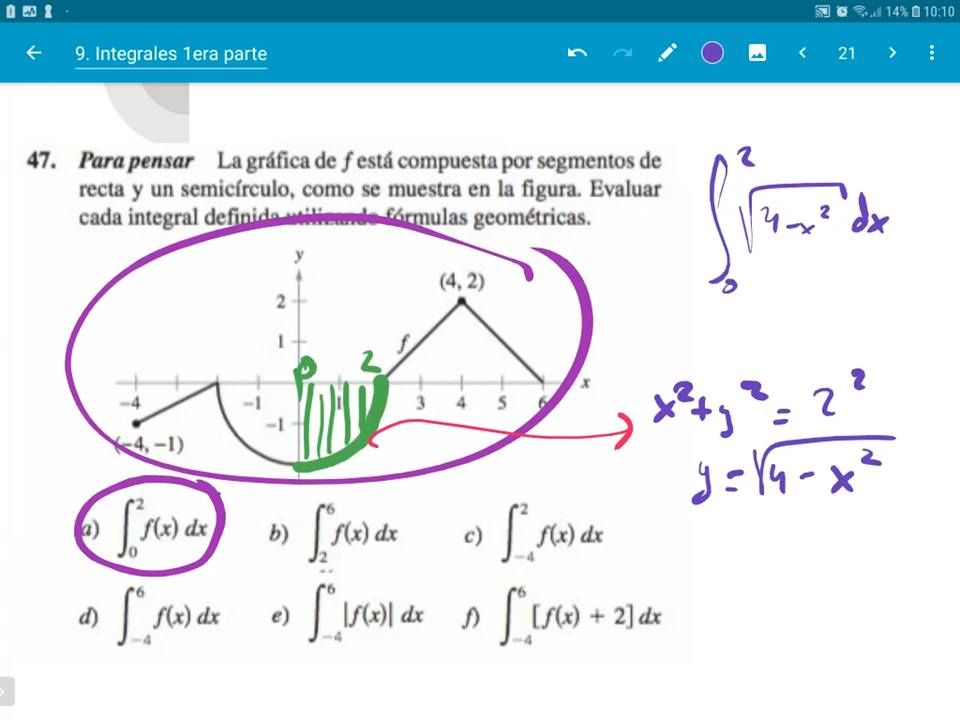 14% 10:10
9. Integrales 1era parte
21
47. Para pensar La gráfica de f está compuesta por segmentos de
recta y un semicírculo, como se muestra en la figura. Evaluar
cada integral definida utilizando fórmulas geométricas.
∫₀² √(4-x²) dx
y
(4, 2)
2
1
f
0 2
-4 -1 1 3 4 5 6 x
-1
(-4, -1)
x² + y² = 2²
y = √(4 - x²)
a) ∫₀² f(x) dx b) ∫₂⁶ f(x) dx c) ∫₋₄² f(x) dx
d) ∫₋₄⁶ f(x) dx e) ∫₋₄⁶ |f(x)| dx f) ∫₋₄⁶ [f(x) + 2] dx